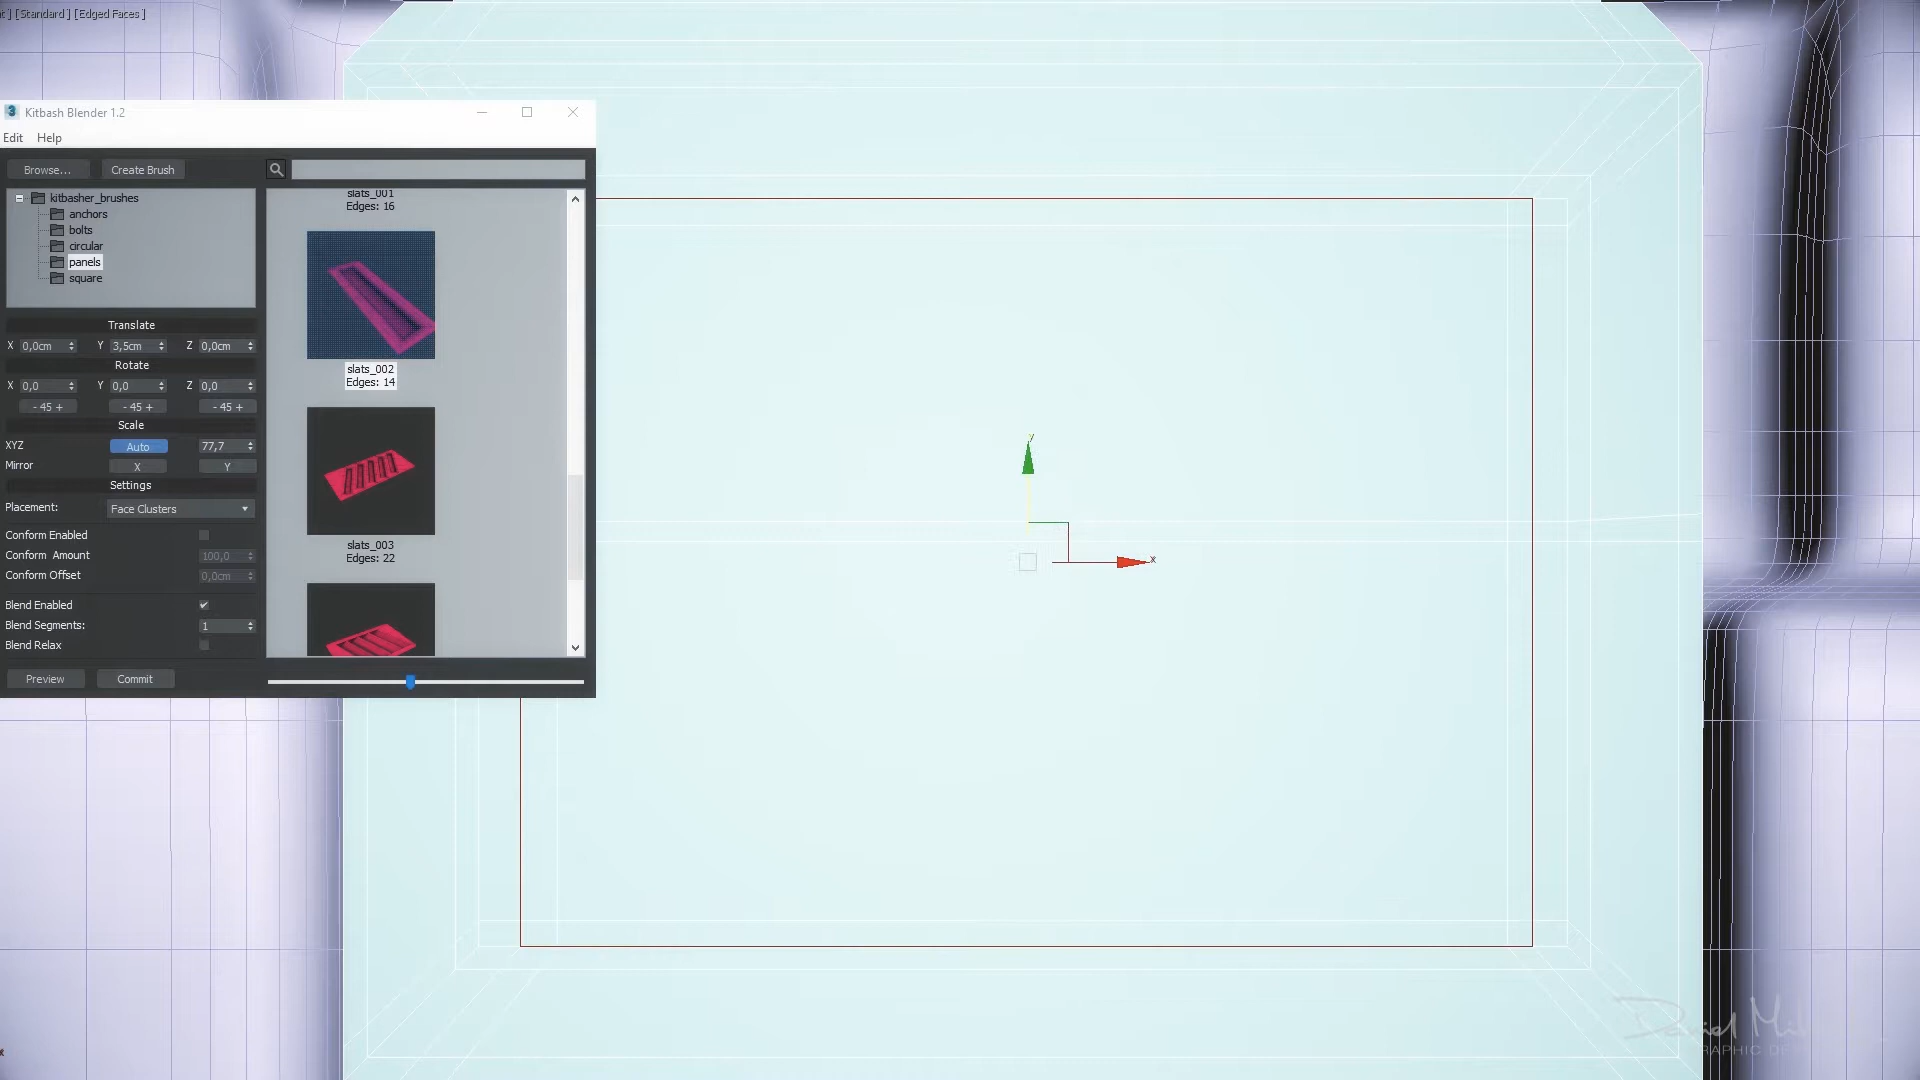 ] [Standard ] [Edged Faces ]
Kitbash Blender 1.2
Edit Help
Browse... Create Brush
kitbasher_brushes
anchors
bolts
circular
panels
square
slats_001
Edges: 16
slats_002
Edges: 14
slats_003
Edges: 22
Translate
X 0,0cm Y 3,5cm Z 0,0cm
Rotate
X 0,0 Y 0,0 Z 0,0
- 45 + - 45 + - 45 +
Scale
XYZ Auto 77,7
Mirror X Y
Settings
Placement: Face Clusters
Conform Enabled
Conform Amount 100,0
Conform Offset 0,0cm
Blend Enabled
Blend Segments: 1
Blend Relax
Preview Commit
y
x
x